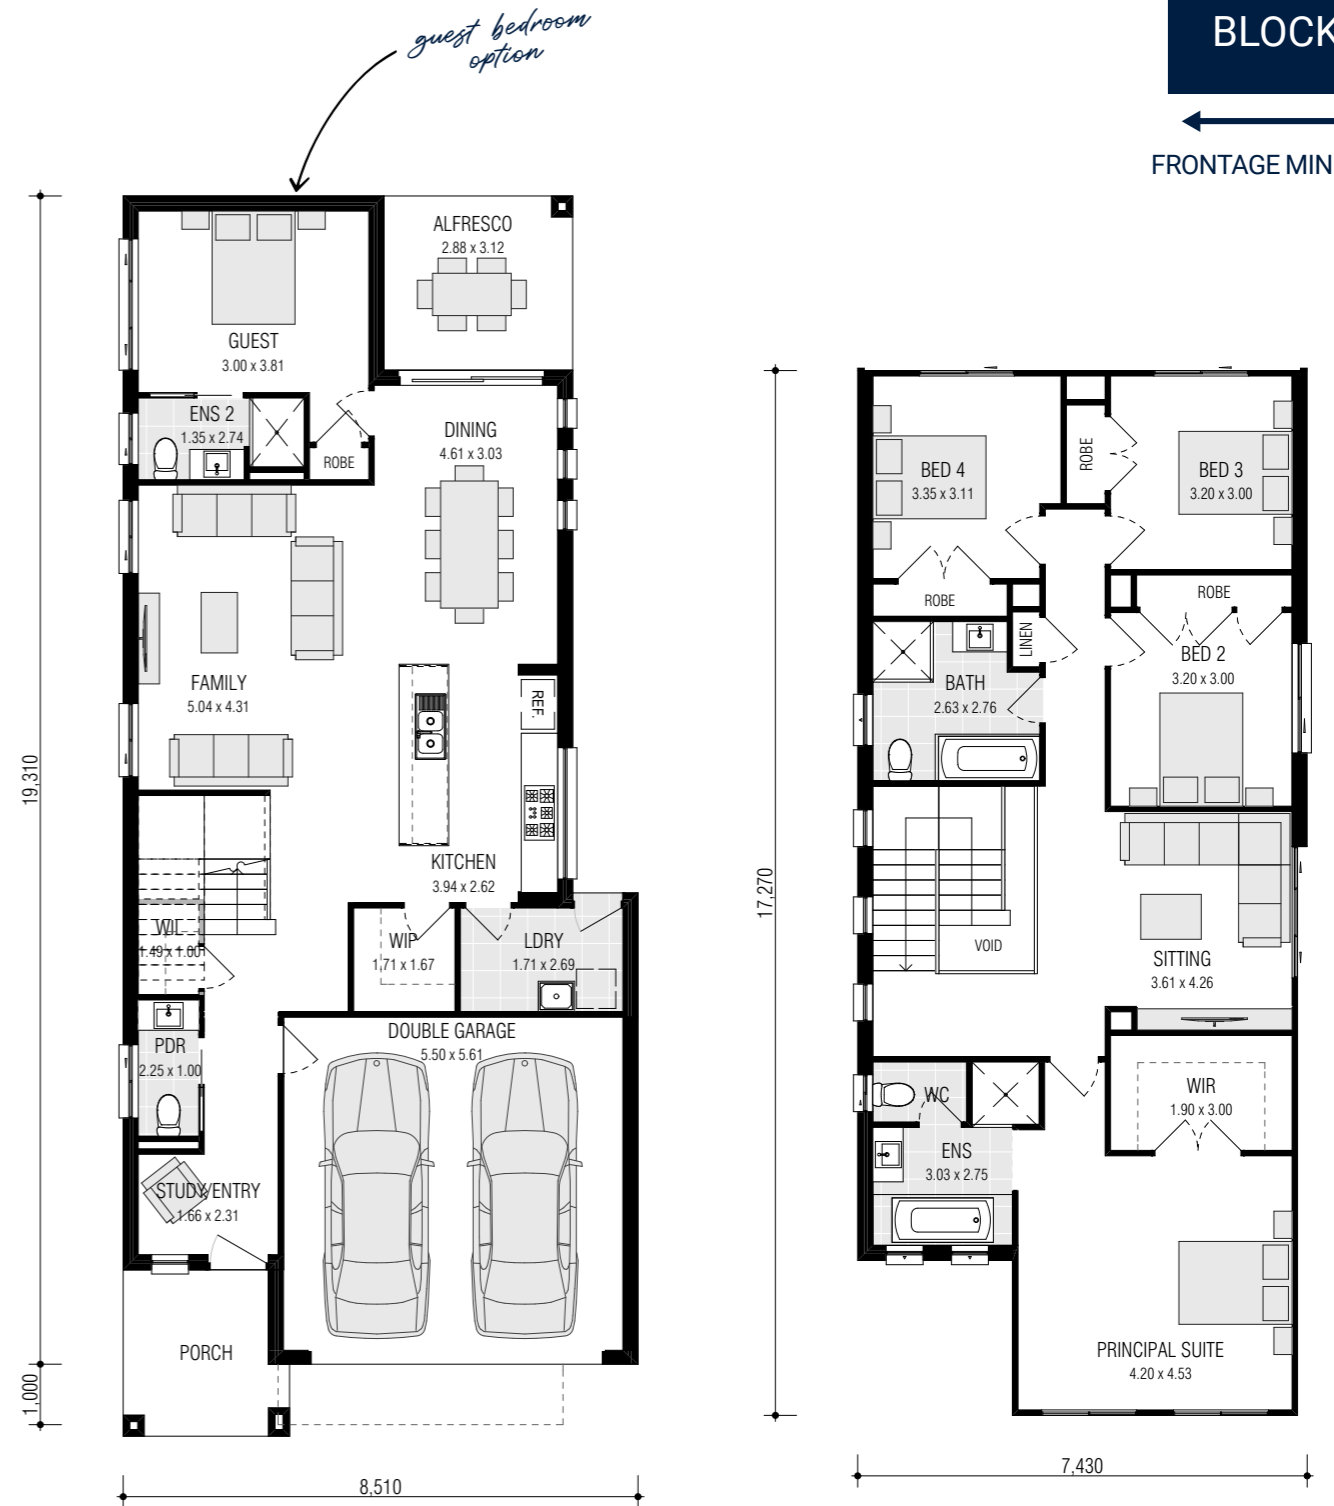 guest bedroom
option
BLOCK
FRONTAGE MIN
ALFRESCO
2.88 x 3.12
GUEST
3.00 x 3.81
ENS 2
1.35 x 2.74
ROBE
DINING
4.61 x 3.03
FAMILY
5.04 x 4.31
REF.
KITCHEN
3.94 x 2.62
WIL
1.49 x 1.00
WIP
1.71 x 1.67
LDRY
1.71 x 2.69
PDR
2.25 x 1.00
DOUBLE GARAGE
5.50 x 5.61
STUDY/ENTRY
1.66 x 2.31
PORCH
19,310
1,000
8,510
BED 4
3.35 x 3.11
ROBE
BED 3
3.20 x 3.00
ROBE
ROBE
LINEN
BED 2
3.20 x 3.00
BATH
2.63 x 2.76
VOID
SITTING
3.61 x 4.26
WC
WIR
1.90 x 3.00
ENS
3.03 x 2.75
PRINCIPAL SUITE
4.20 x 4.53
17,270
7,430